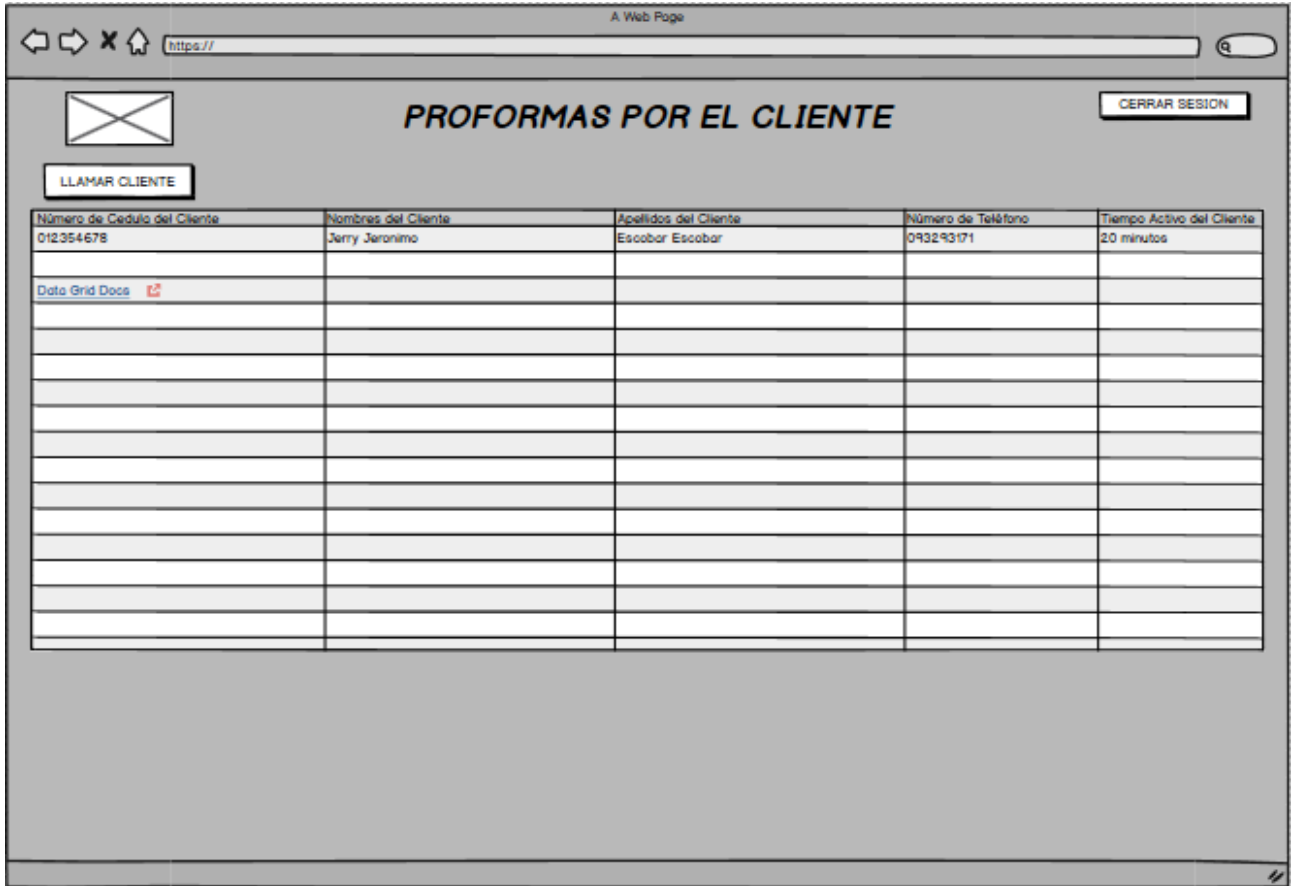 A Web Page
https://
PROFORMAS POR EL CLIENTE
CERRAR SESION
LLAMAR CLIENTE
Número de Cedula del Cliente Nombres del Cliente Apellidos del Cliente Número de Teléfono Tiempo Activo del Cliente
012354678 Jerry Jeronimo Escobar Escobar 093293171 20 minutos
Data Grid Docs